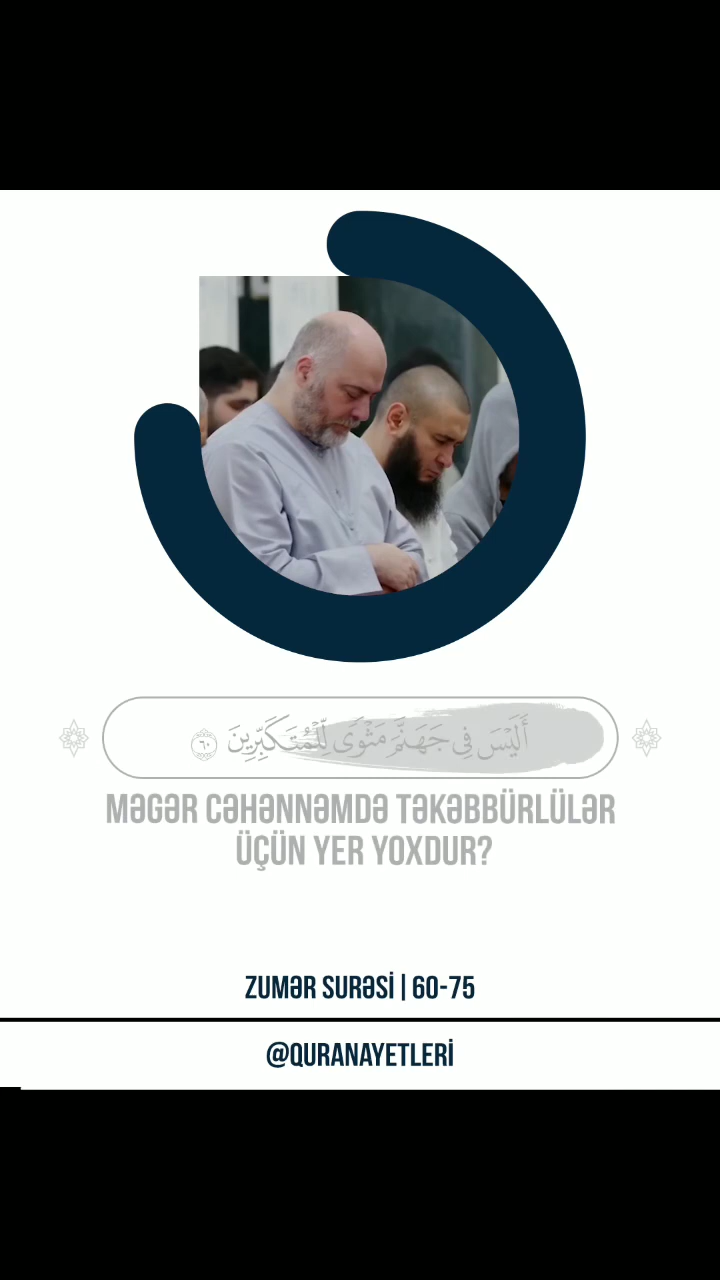 أَلَيْسَ فِي جَهَنَّمَ مَثْوًى لِّلْمُتَكَبِّرِينَ ٦٠
MƏGƏR CƏHƏNNƏMDƏ TƏKƏBBÜRLÜLƏR
ÜÇÜN YER YOXDUR?
ZUMƏR SURƏSİ | 60-75
@QURANAYETLERİ